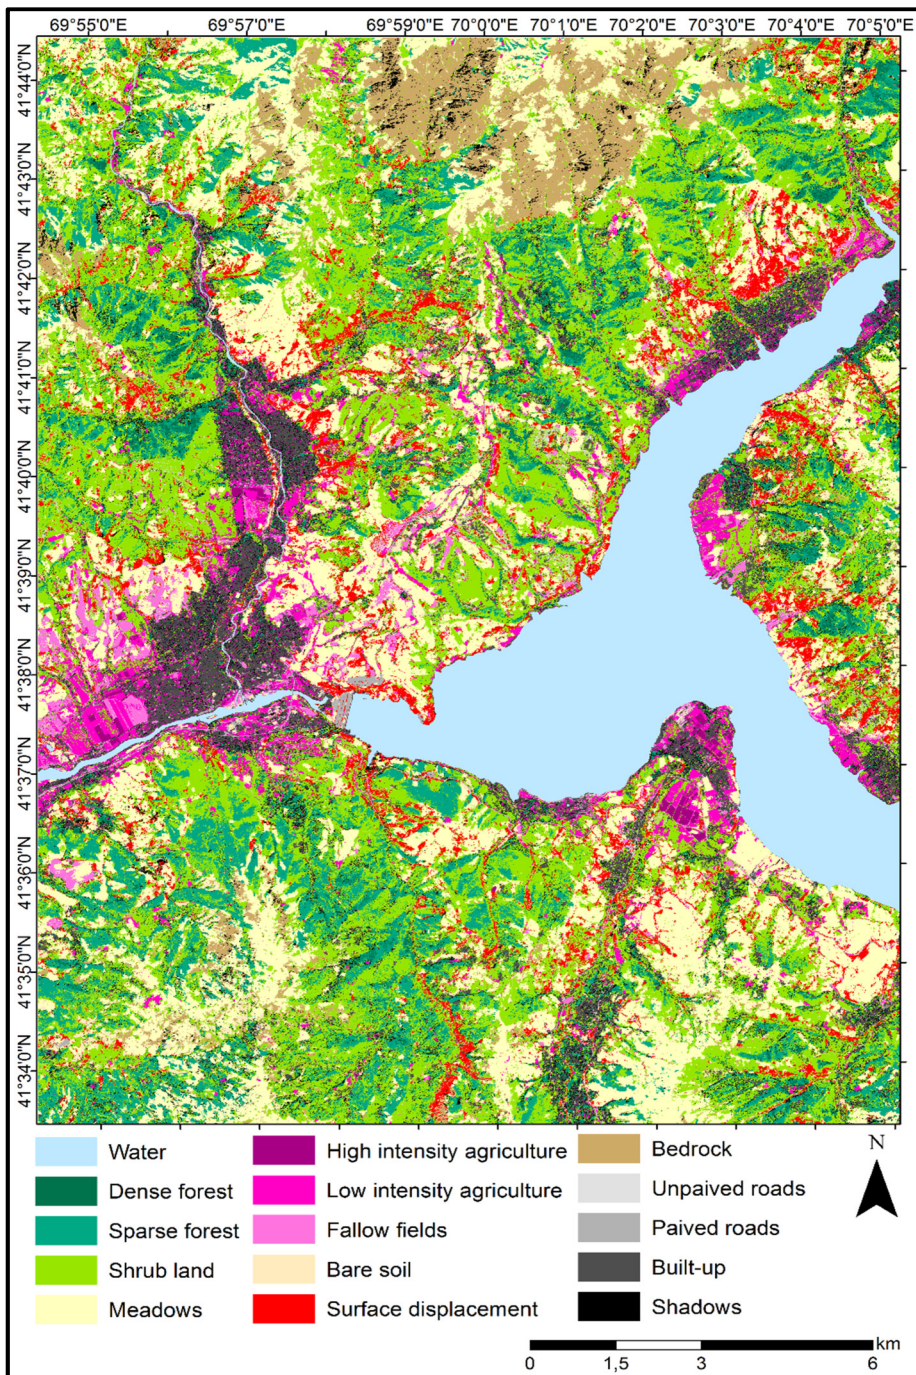 69°55'0"E 69°57'0"E 69°59'0"E 70°0'0"E 70°1'0"E 70°2'0"E 70°3'0"E 70°4'0"E 70°5'0"E
41°44'0"N
41°43'0"N
41°42'0"N
41°41'0"N
41°40'0"N
41°39'0"N
41°38'0"N
41°37'0"N
41°36'0"N
41°35'0"N
41°34'0"N
Water
Dense forest
Sparse forest
Shrub land
Meadows
High intensity agriculture
Low intensity agriculture
Fallow fields
Bare soil
Surface displacement
Bedrock
Unpaived roads
Paived roads
Built-up
Shadows
N
km
0 1,5 3 6